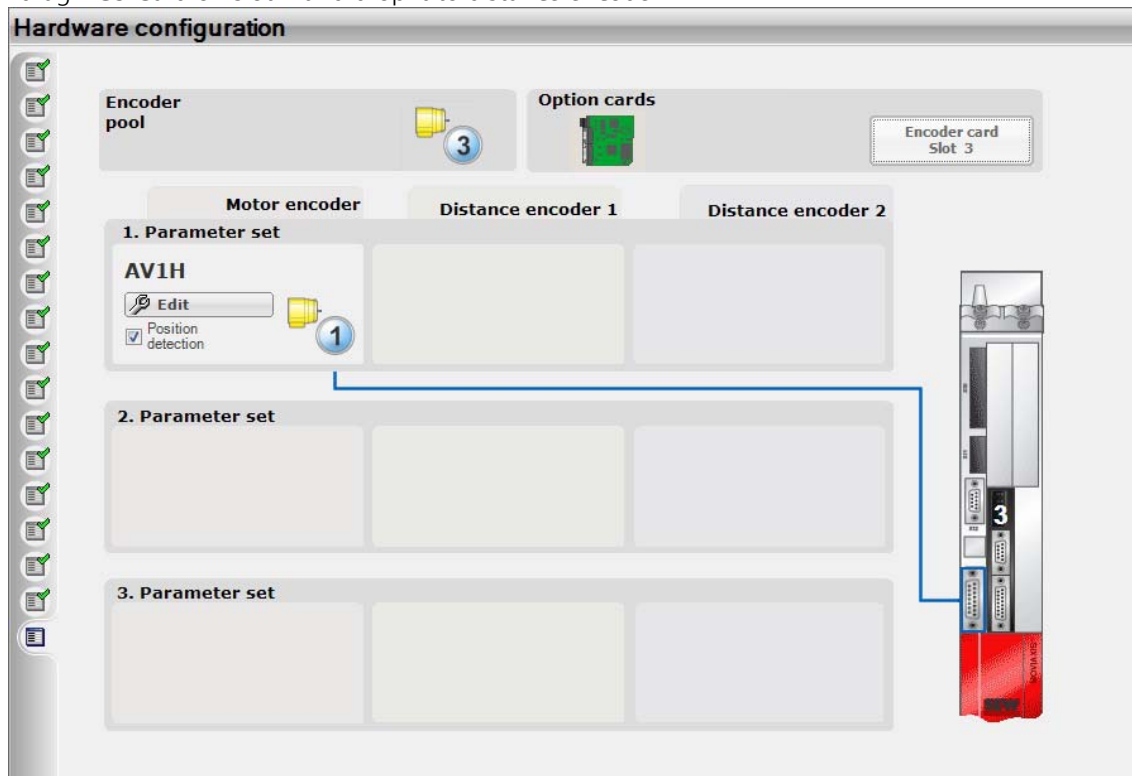 Hardware configuration
Encoder
pool
3
Option cards
Encoder card
Slot 3
Motor encoder
Distance encoder 1
Distance encoder 2
1. Parameter set
AV1H
Edit
Position
detection
1
2. Parameter set
3
3. Parameter set